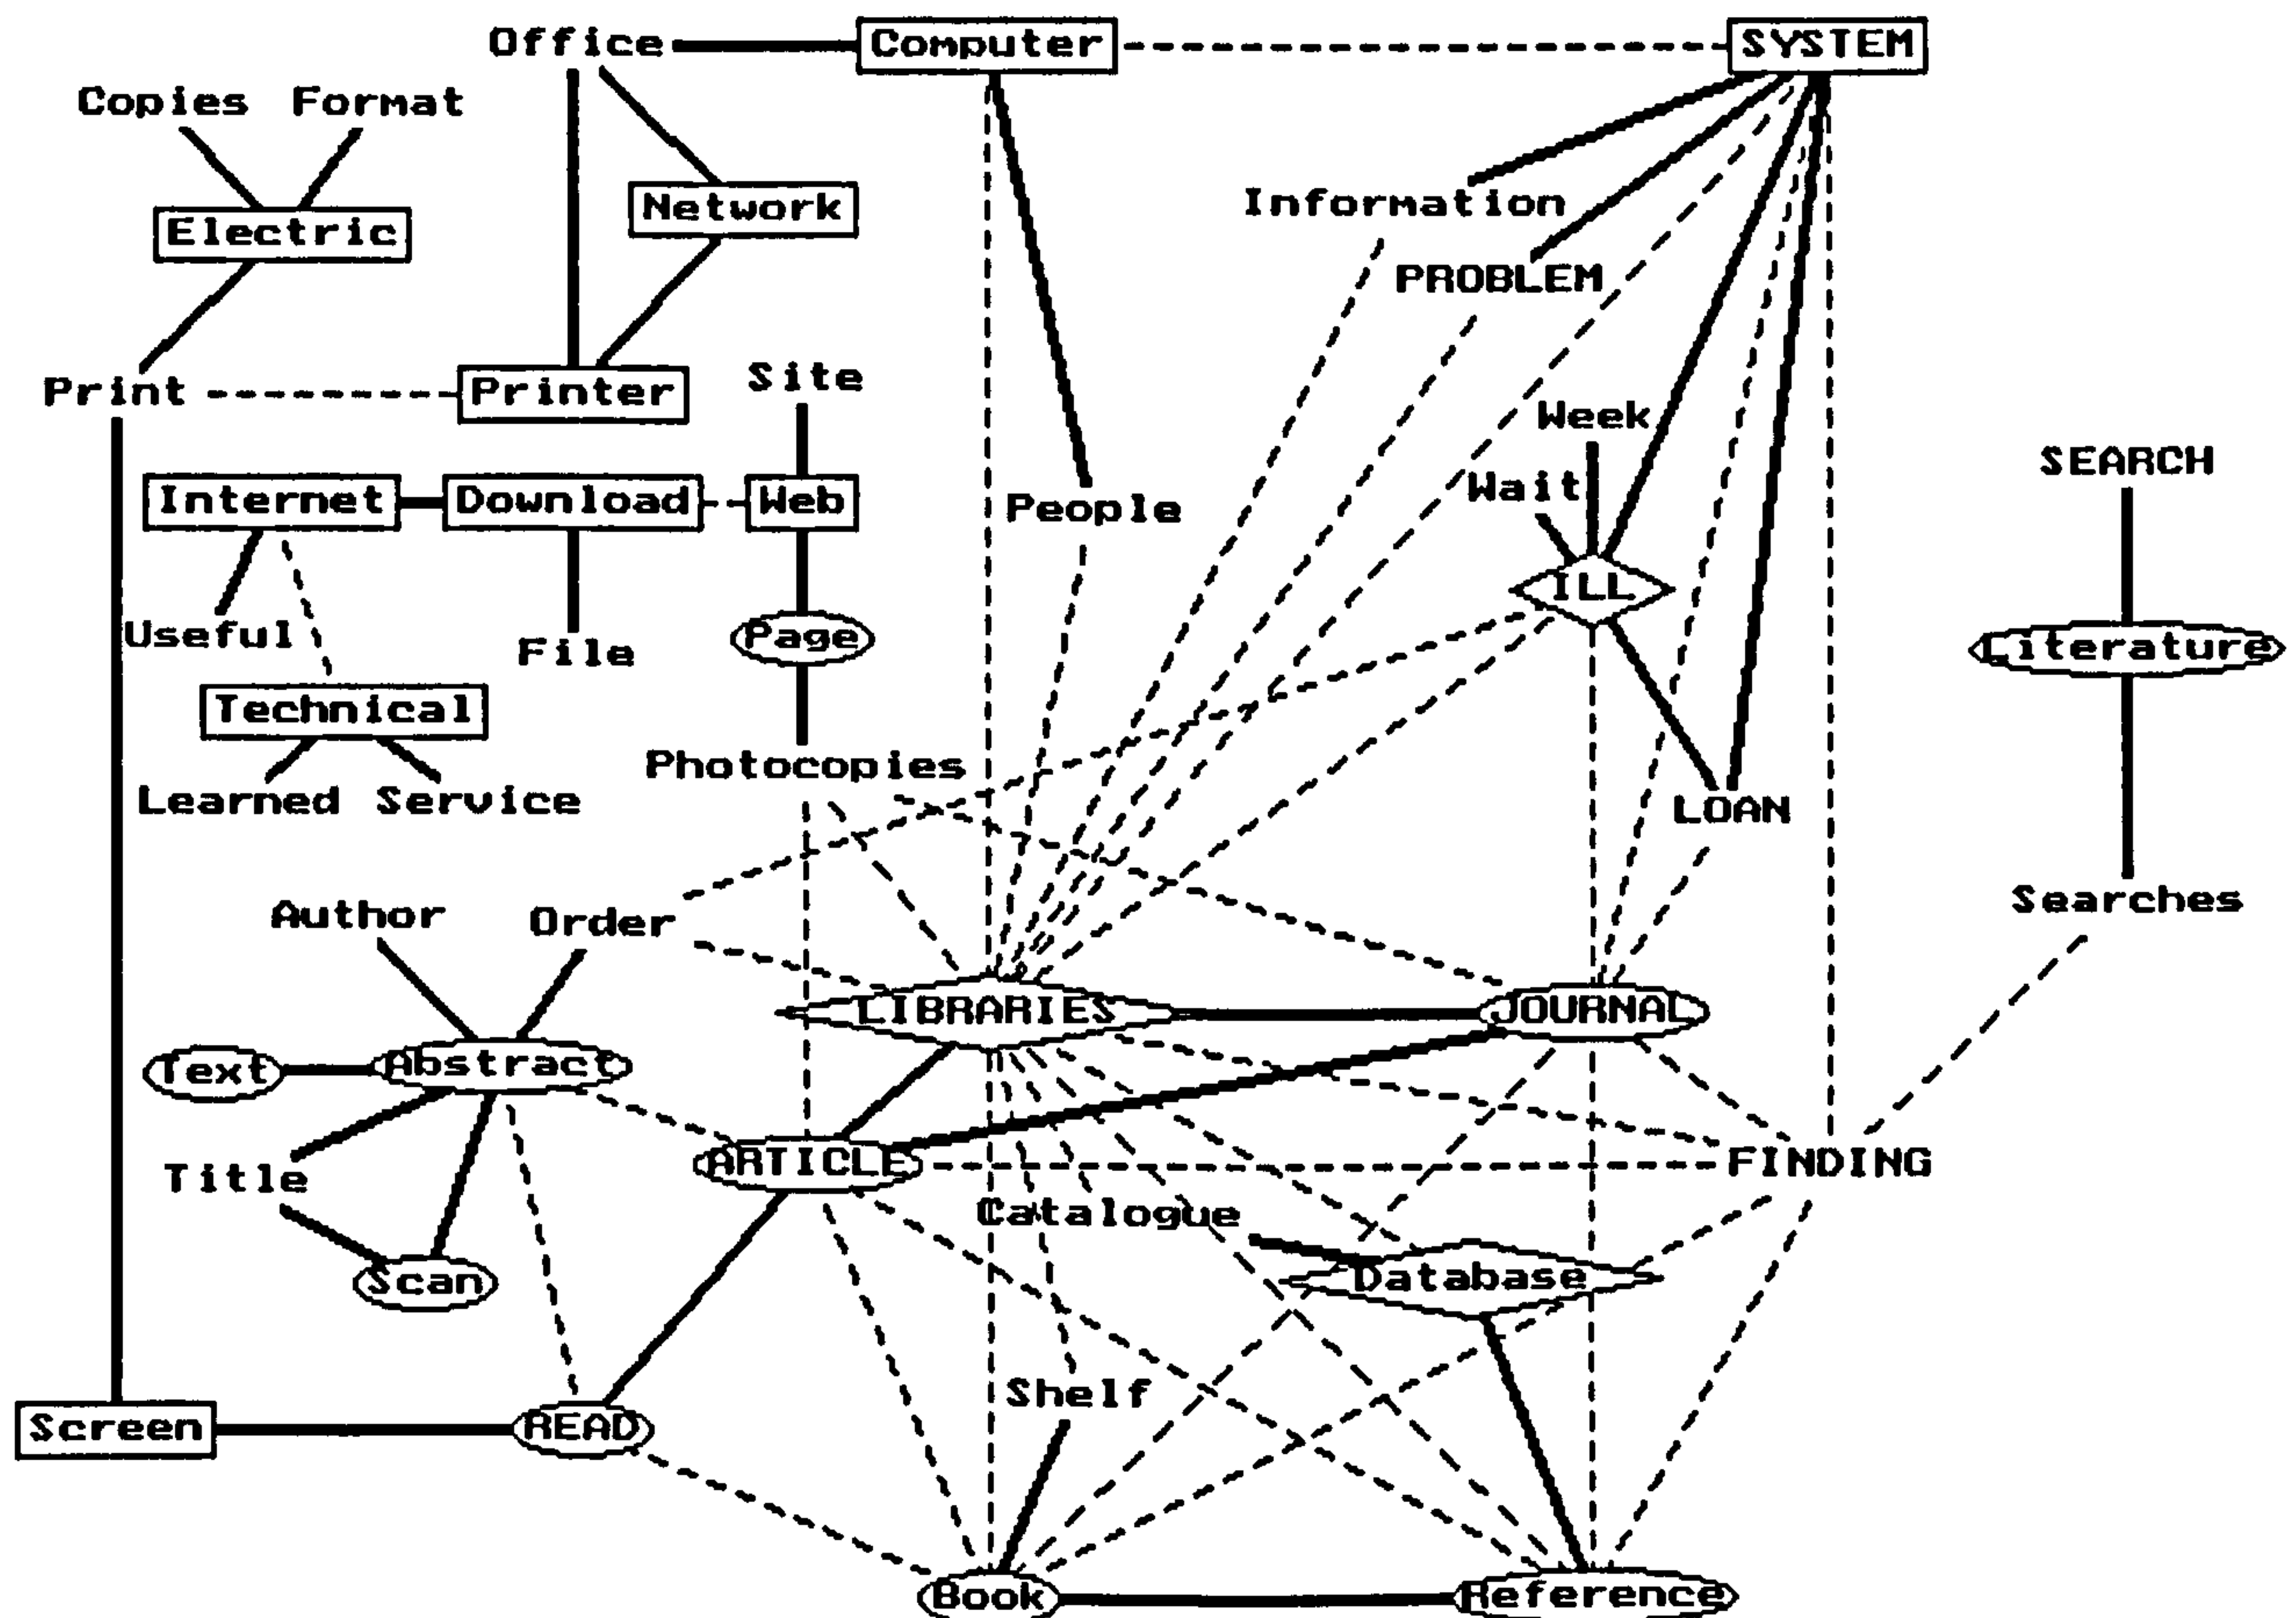 Office
Computer
SYSTEM
Copies
Format
Information
Network
Electric
PROBLEM
Print
Printer
Site
Week
SEARCH
Wait
Internet
Download
Web
People
ILL
Useful
File
Page
Literature
Technical
Photocopies
Learned
Service
LOAN
Searches
Author
Order
LIBRARIES
JOURNAL
Text
Abstract
Title
ARTICLE
FINDING
Catalogue
Scan
Database
Shelf
Screen
READ
Book
Reference